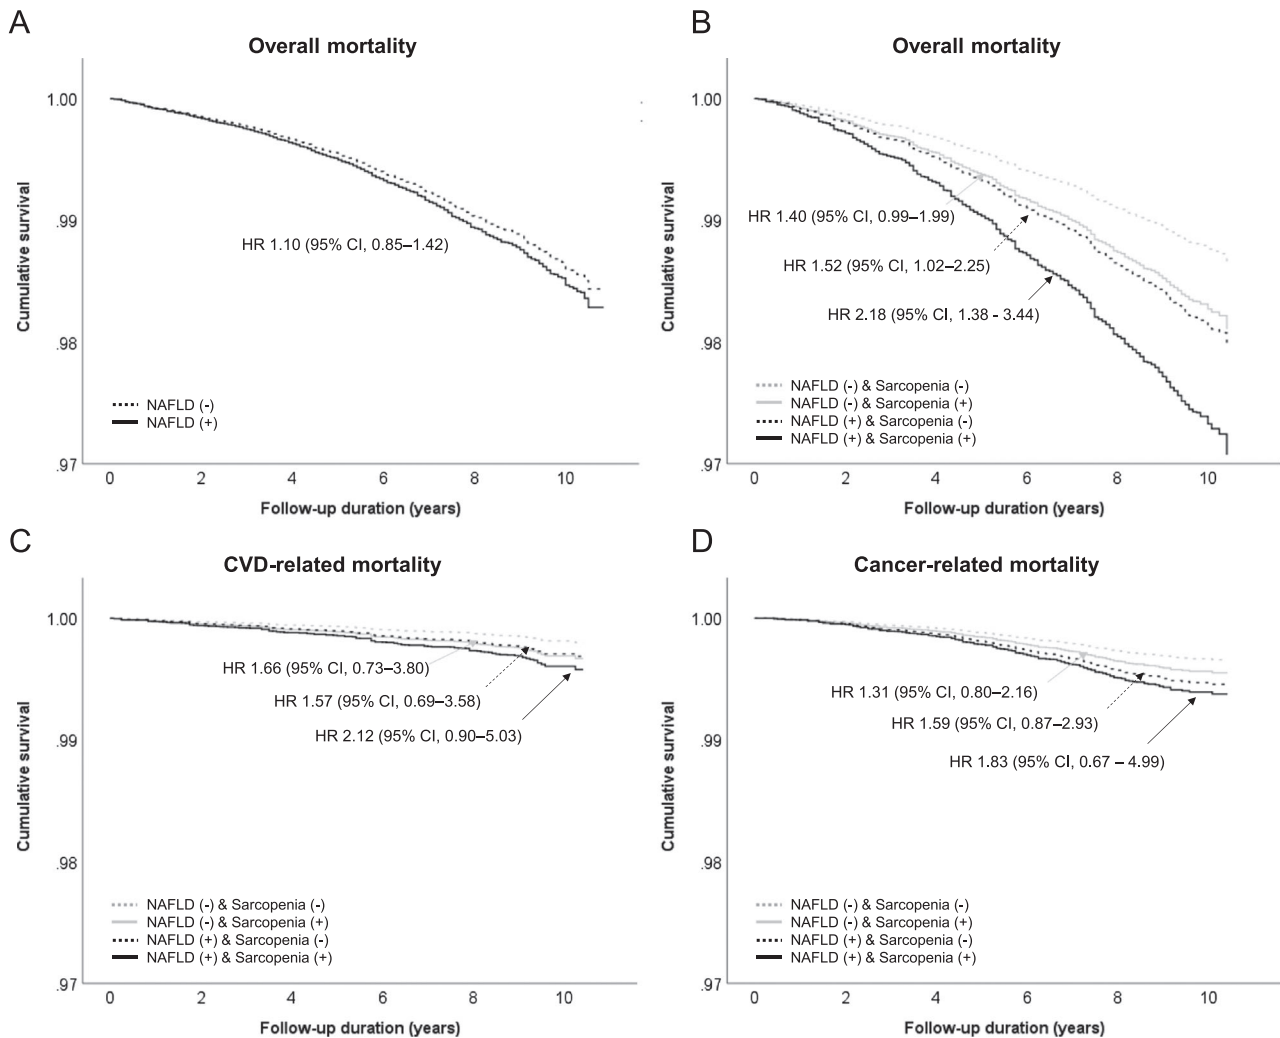 A
Overall mortality
1.00
.99
.98
.97
Cumulative survival
HR 1.10 (95% CI, 0.85–1.42)
NAFLD (-)
NAFLD (+)
0 2 4 6 8 10
Follow-up duration (years)
B
Overall mortality
1.00
.99
.98
.97
Cumulative survival
HR 1.40 (95% CI, 0.99–1.99)
HR 1.52 (95% CI, 1.02–2.25)
HR 2.18 (95% CI, 1.38 - 3.44)
NAFLD (-) & Sarcopenia (-)
NAFLD (-) & Sarcopenia (+)
NAFLD (+) & Sarcopenia (-)
NAFLD (+) & Sarcopenia (+)
0 2 4 6 8 10
Follow-up duration (years)
C
CVD-related mortality
1.00
.99
.98
.97
Cumulative survival
HR 1.66 (95% CI, 0.73–3.80)
HR 1.57 (95% CI, 0.69–3.58)
HR 2.12 (95% CI, 0.90–5.03)
NAFLD (-) & Sarcopenia (-)
NAFLD (-) & Sarcopenia (+)
NAFLD (+) & Sarcopenia (-)
NAFLD (+) & Sarcopenia (+)
0 2 4 6 8 10
Follow-up duration (years)
D
Cancer-related mortality
1.00
.99
.98
.97
Cumulative survival
HR 1.31 (95% CI, 0.80–2.16)
HR 1.59 (95% CI, 0.87–2.93)
HR 1.83 (95% CI, 0.67 – 4.99)
NAFLD (-) & Sarcopenia (-)
NAFLD (-) & Sarcopenia (+)
NAFLD (+) & Sarcopenia (-)
NAFLD (+) & Sarcopenia (+)
0 2 4 6 8 10
Follow-up duration (years)